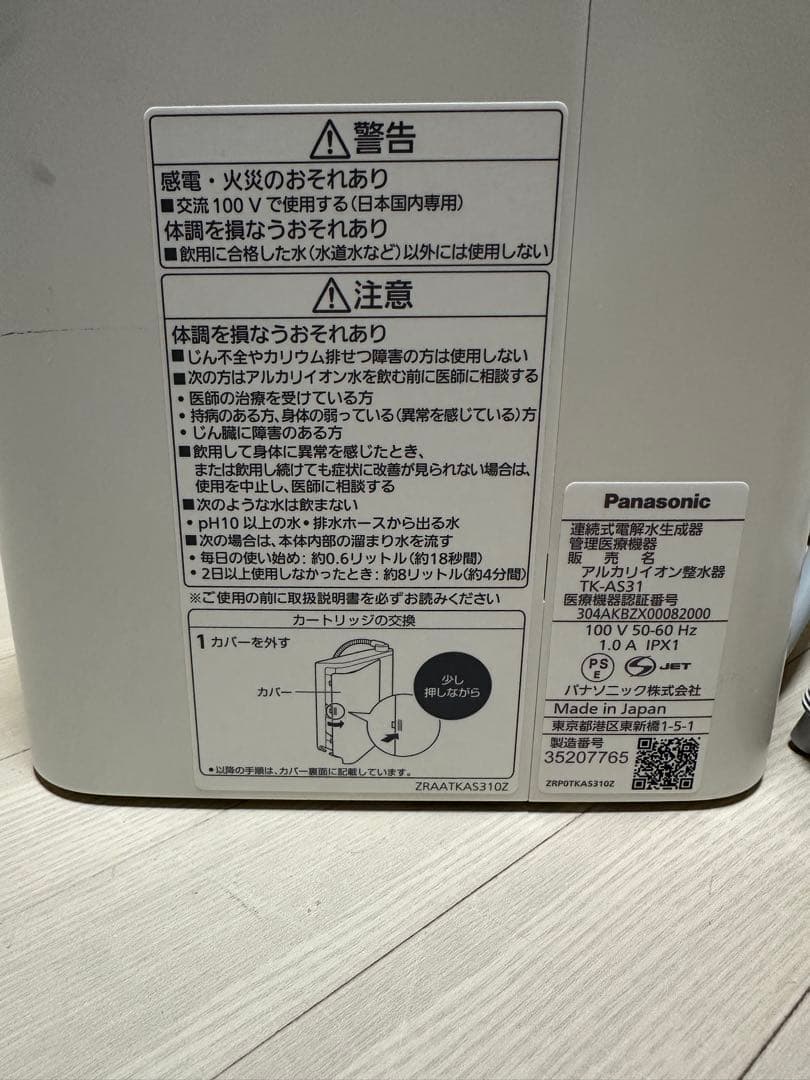 警告
感電・火災のおそれあり
■交流100 Vで使用する(日本国内専用)
体調を損なうおそれあり
■飲用に合格した水(水道水など)以外には使用しない
注意
体調を損なうおそれあり
■じん不全やカリウム排せつ障害の方は使用しない
■次の方はアルカリイオン水を飲む前に医師に相談する
・医師の治療を受けている方
・持病のある方、身体の弱っている(異常を感じている)方
・じん臓に障害のある方
■飲用して身体に異常を感じたとき、
または飲用し続けても症状に改善が見られない場合は、
使用を中止し、医師に相談する
■次のような水は飲まない
・pH10以上の水・排水ホースから出る水
■次の場合は、本体内部の溜まり水を流す
・毎日の使い始め:約0.6リットル(約18秒間)
・2日以上使用しなかったとき:約8リットル(約4分間)
※ご使用の前に取扱説明書を必ずお読みください
カートリッジの交換
1 カバーを外す
カバー
少し
押しながら
・以降の手順は、カバー裏面に記載しています。
ZRAATKAS310Z
Panasonic
連続式電解水生成器
管理医療機器
販売名
アルカリイオン整水器
TK-AS31
医療機器認証番号
304AKBZX00082000
100 V 50-60 Hz
1.0 A IPX1
PS
E
JET
パナソニック株式会社
Made in Japan
東京都港区東新橋1-5-1
製造番号
35207765
ZRP0TKAS310Z